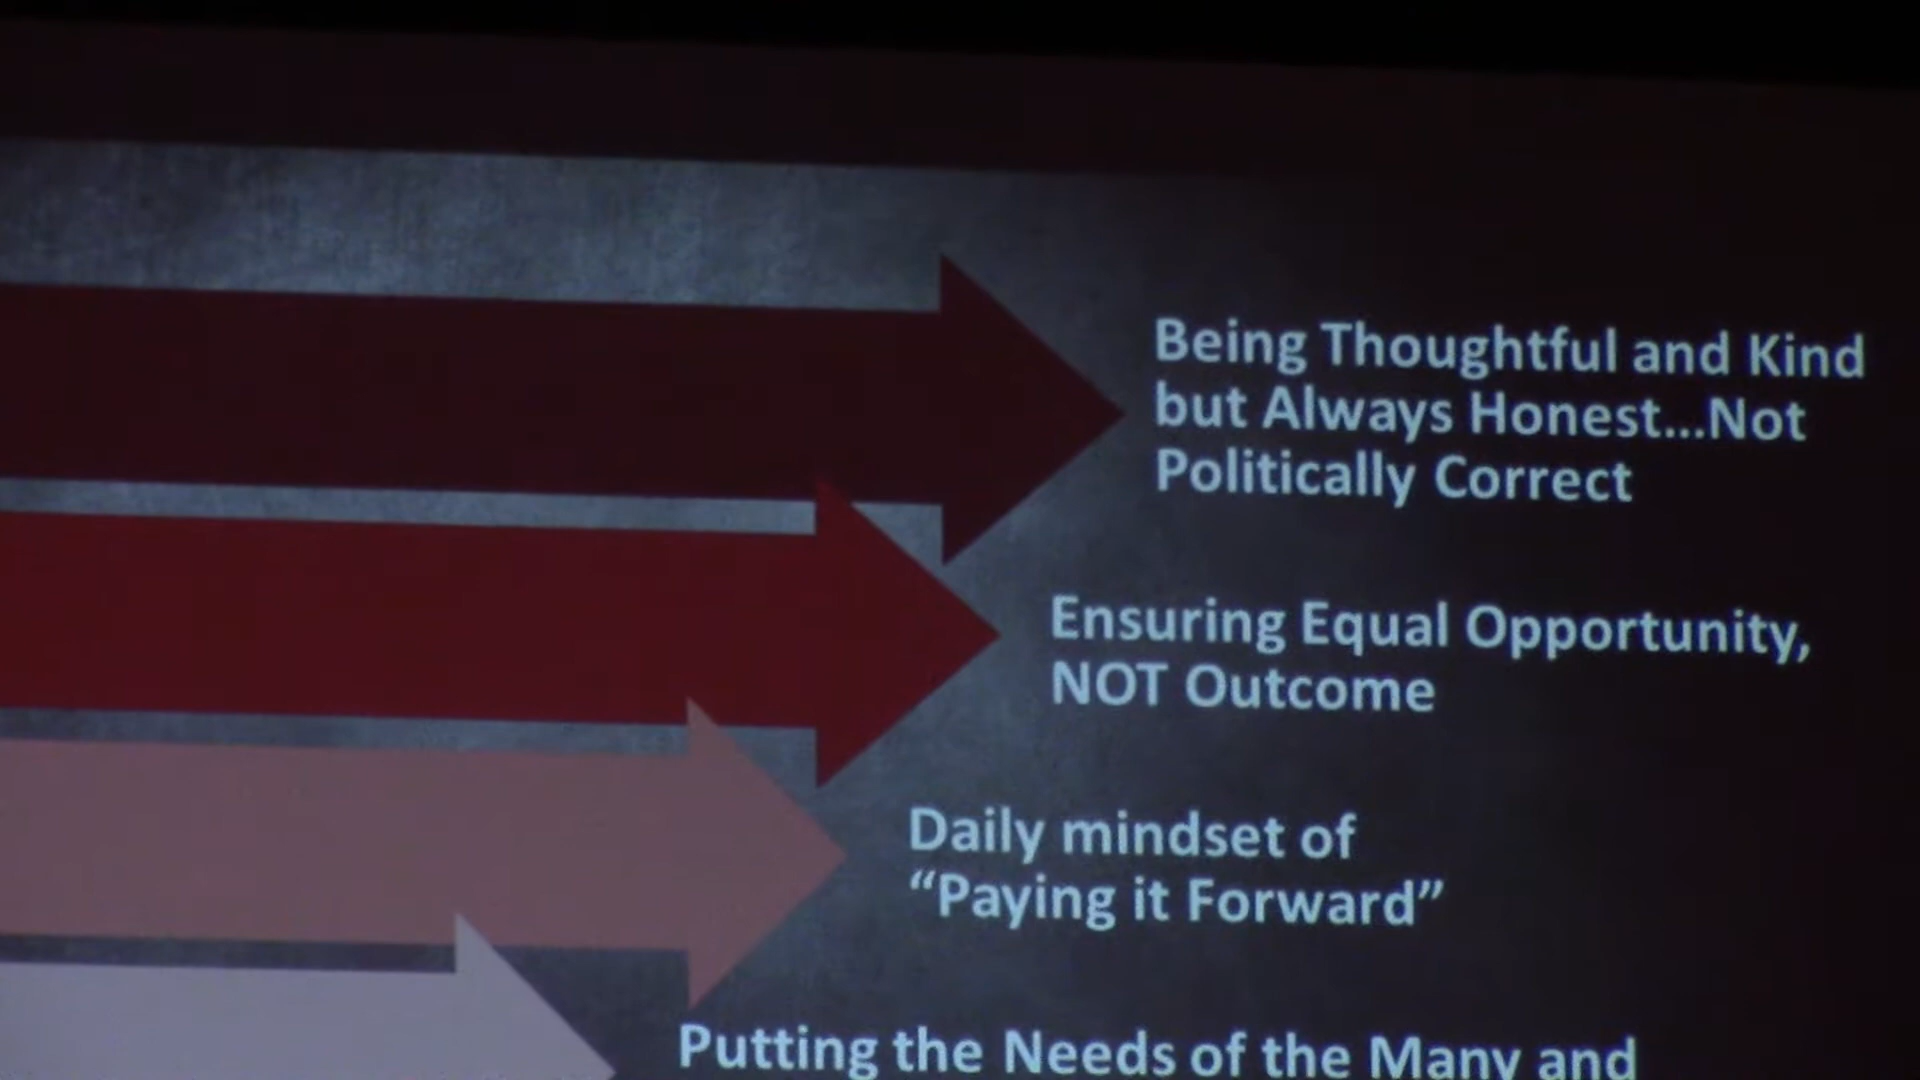 Being Thoughtful and Kind
but Always Honest...Not
Politically Correct
Ensuring Equal Opportunity,
NOT Outcome
Daily mindset of
“Paying it Forward”
Putting the Needs of the Many and